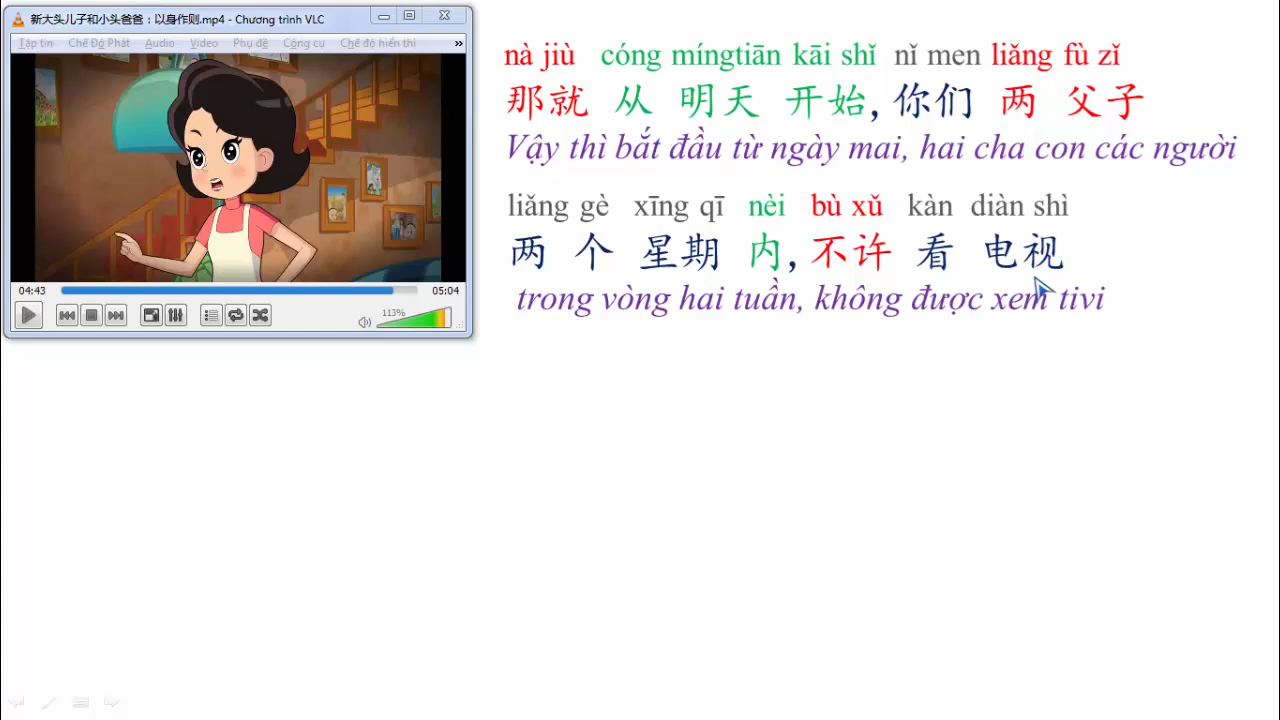 新大头儿子和小头爸爸：以身作则.mp4 - Chương trình VLC
Tập tin Chế Độ Phát Audio Video Phụ đề Công cụ Chế độ hiển thị »
04:43 05:04
113%
nà jiù cóng míngtiān kāi shǐ nǐ men liǎng fù zǐ
那就 从 明天 开始, 你们 两 父子
Vậy thì bắt đầu từ ngày mai, hai cha con các người
liǎng gè xīng qī nèi bù xǔ kàn diàn shì
两 个 星期 内, 不许 看 电视
trong vòng hai tuần, không được xem tivi